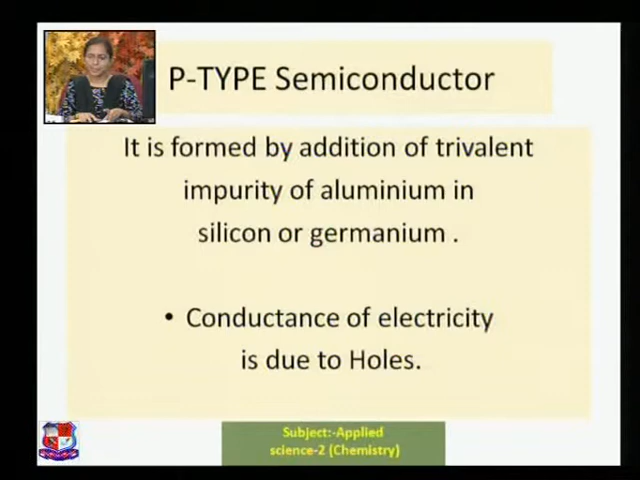 P-TYPE Semiconductor
It is formed by addition of trivalent
impurity of aluminium in
silicon or germanium .
• Conductance of electricity
is due to Holes.
Subject:-Applied
science-2 (Chemistry)